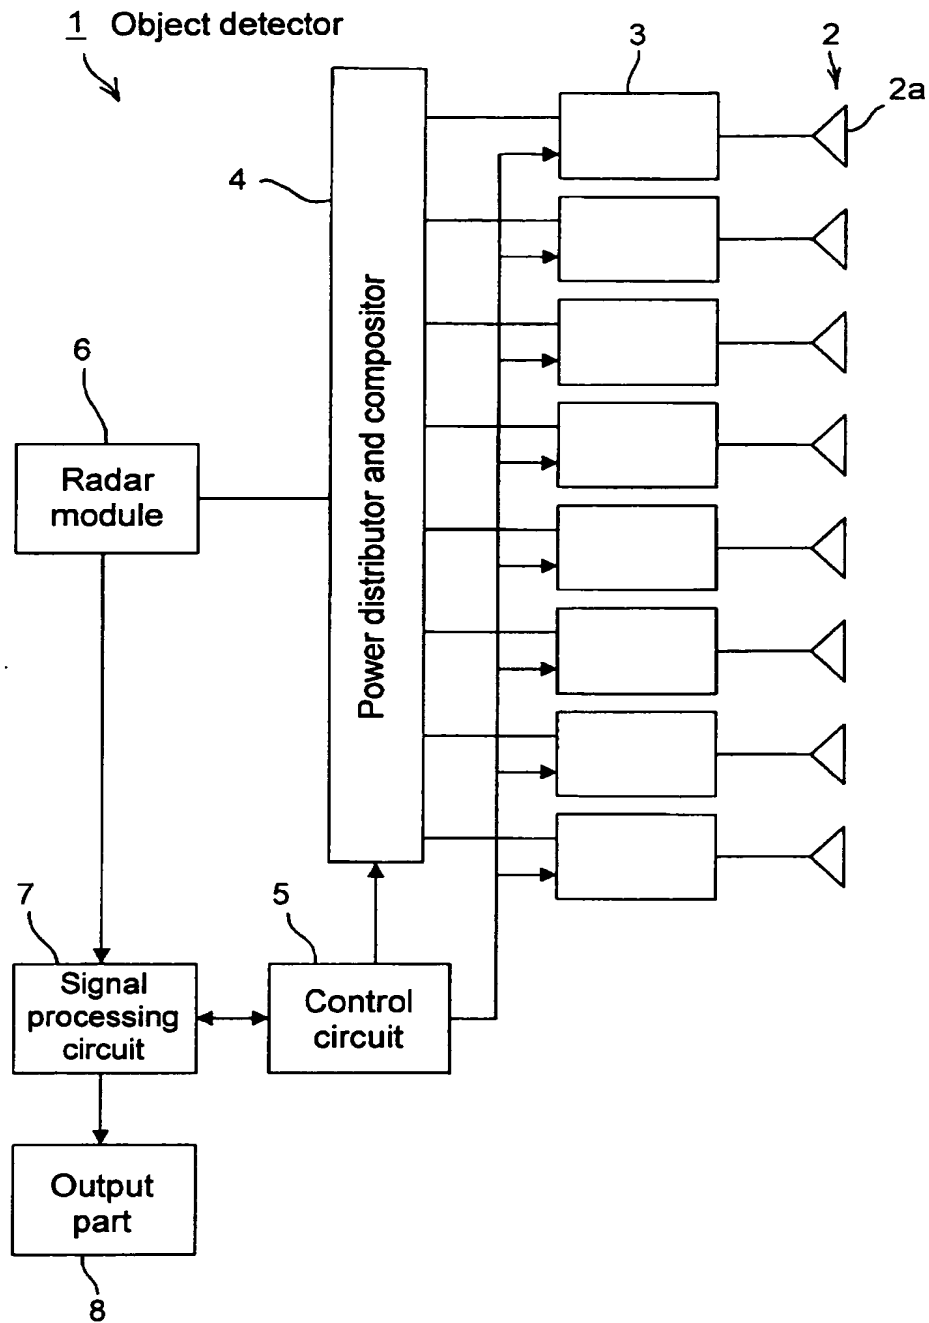 1 Object detector
3
2
2a
4
Power distributor and compositor
6
Radar
module
7
5
Signal
processing
circuit
Control
circuit
Output
part
8